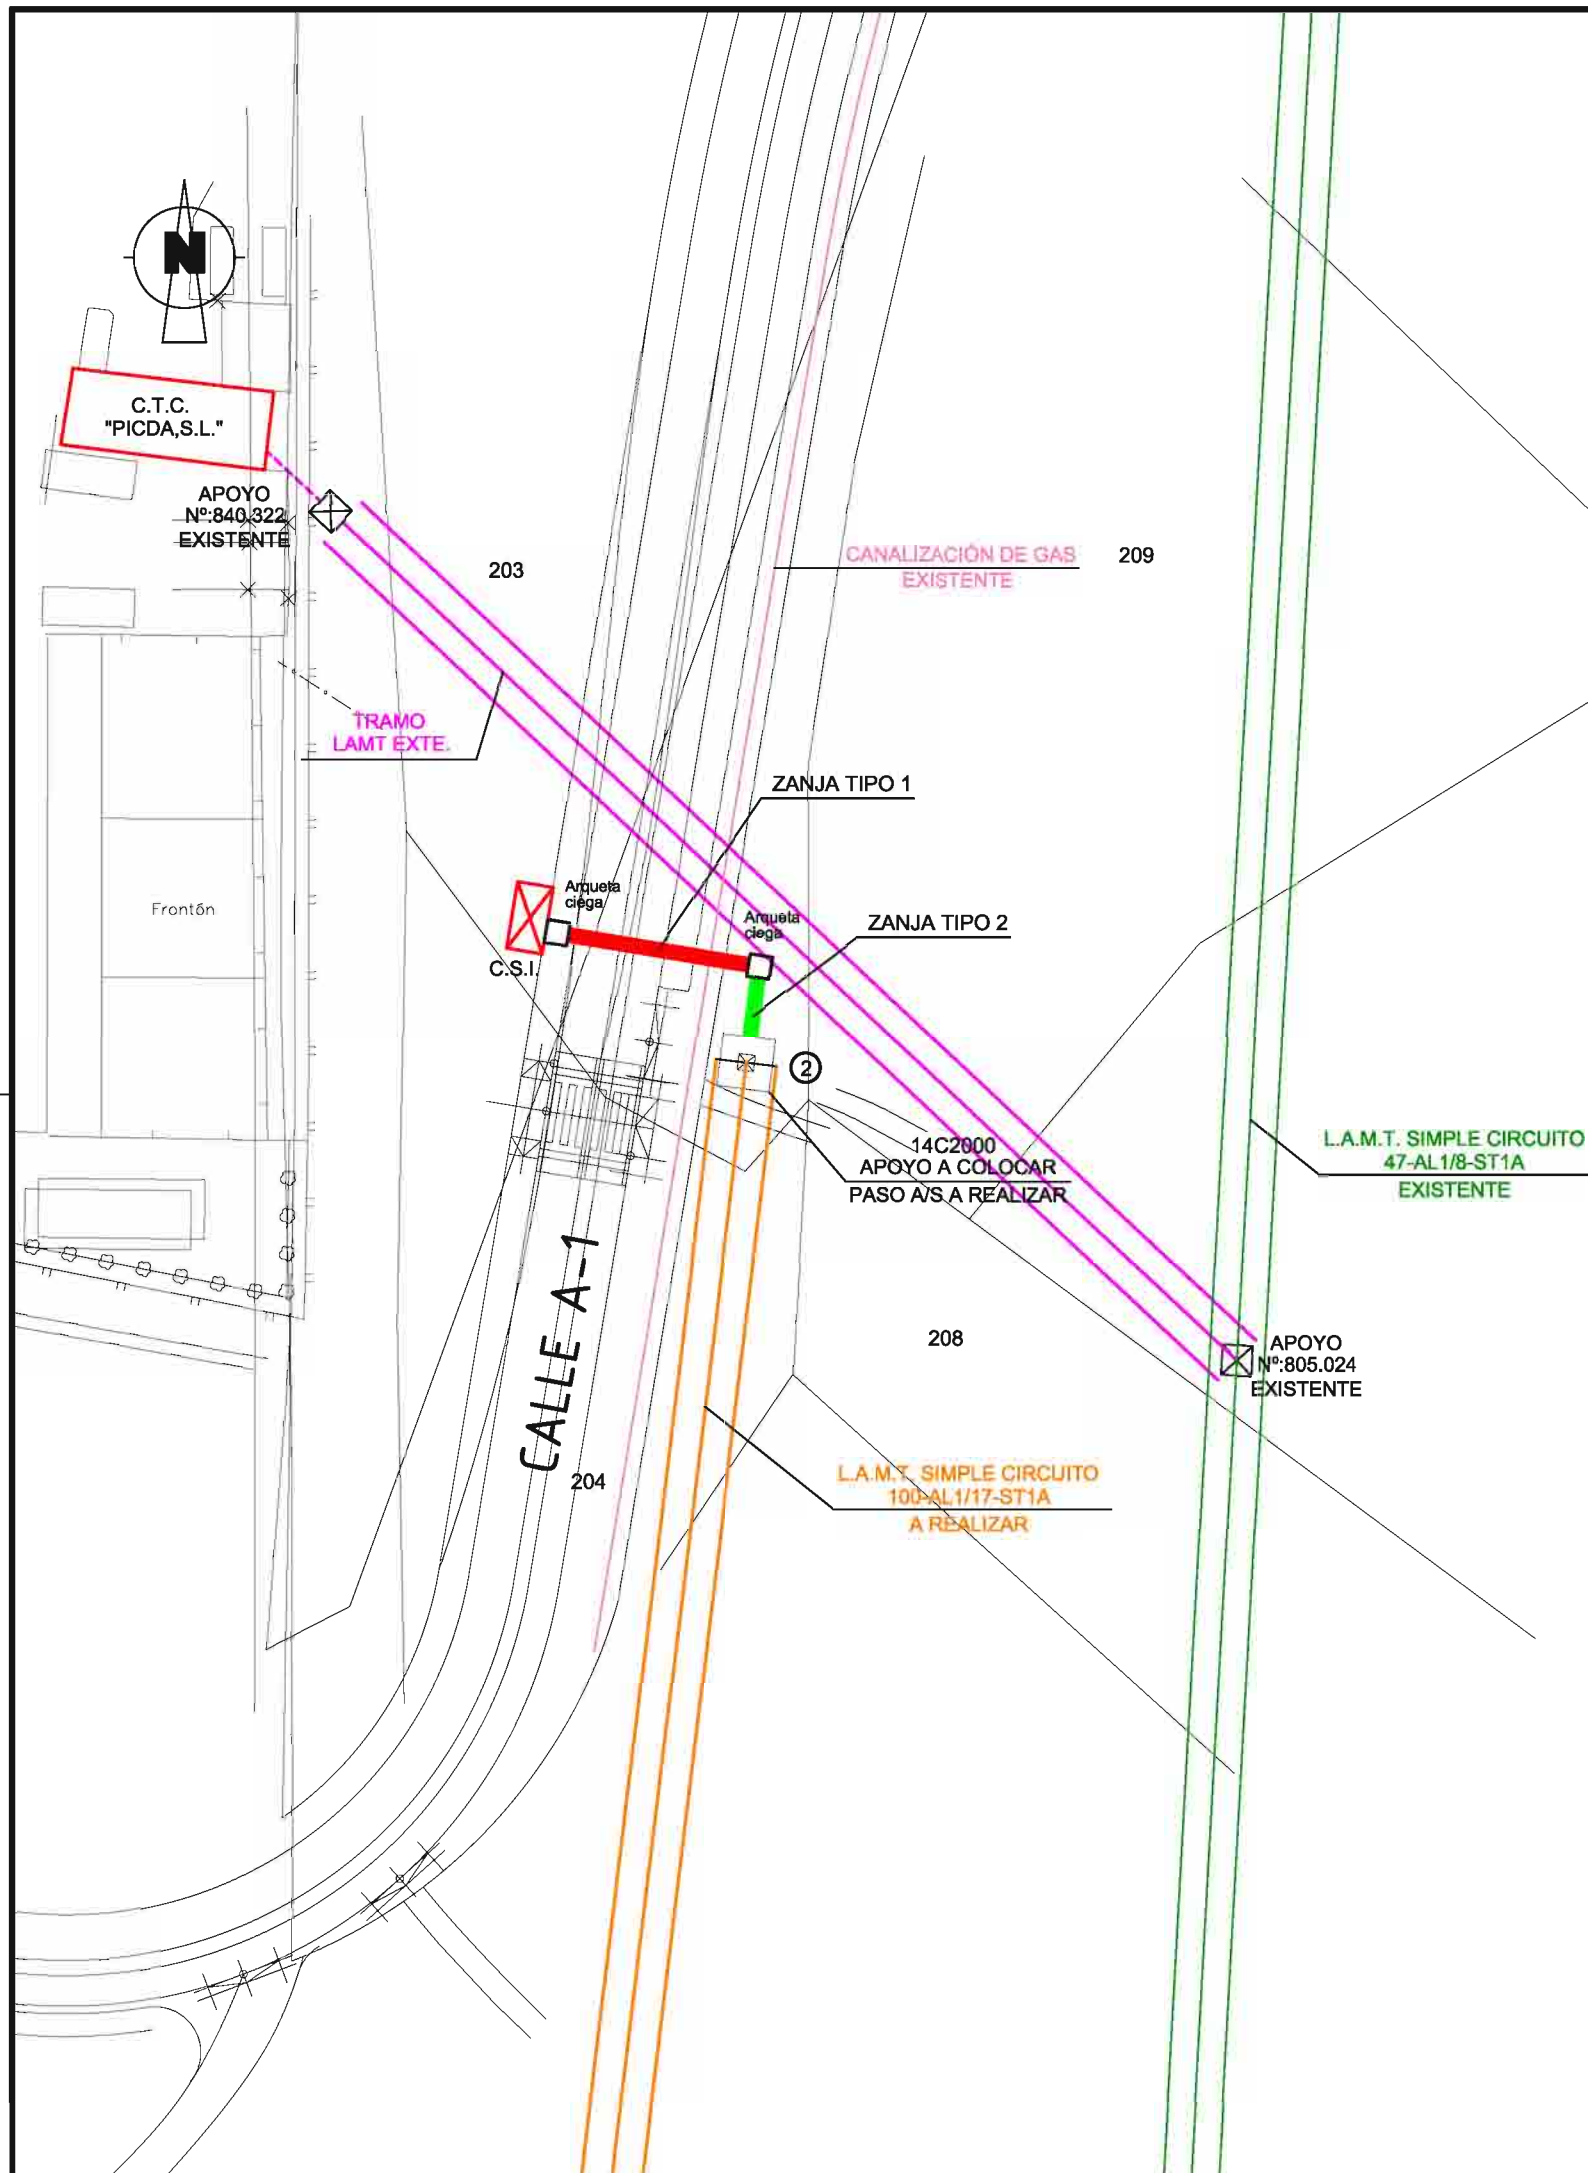 N
C.T.C.
"PICDA,S.L."
APOYO
Nº:840.322
EXISTENTE
203
CANALIZACIÓN DE GAS
EXISTENTE
209
TRAMO
LAMT EXTE.
ZANJA TIPO 1
Arqueta
ciega
Frontón
Arqueta
ciega
ZANJA TIPO 2
C.S.I.
2
14C2000
APOYO A COLOCAR
PASO A/S A REALIZAR
L.A.M.T. SIMPLE CIRCUITO
47-AL1/8-ST1A
EXISTENTE
CALLE A-1
208
APOYO
Nº:805.024
EXISTENTE
204
L.A.M.T. SIMPLE CIRCUITO
100-AL1/17-ST1A
A REALIZAR